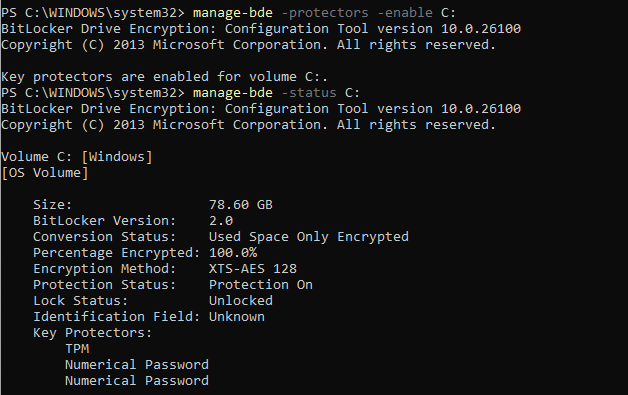 PS C:\WINDOWS\system32> manage-bde -protectors -enable C:
BitLocker Drive Encryption: Configuration Tool version 10.0.26100
Copyright (C) 2013 Microsoft Corporation. All rights reserved.

Key protectors are enabled for volume C:.
PS C:\WINDOWS\system32> manage-bde -status C:
BitLocker Drive Encryption: Configuration Tool version 10.0.26100
Copyright (C) 2013 Microsoft Corporation. All rights reserved.

Volume C: [Windows]
[OS Volume]

    Size:                 78.60 GB
    BitLocker Version:    2.0
    Conversion Status:    Used Space Only Encrypted
    Percentage Encrypted: 100.0%
    Encryption Method:    XTS-AES 128
    Protection Status:    Protection On
    Lock Status:          Unlocked
    Identification Field: Unknown
    Key Protectors:
        TPM
        Numerical Password
        Numerical Password